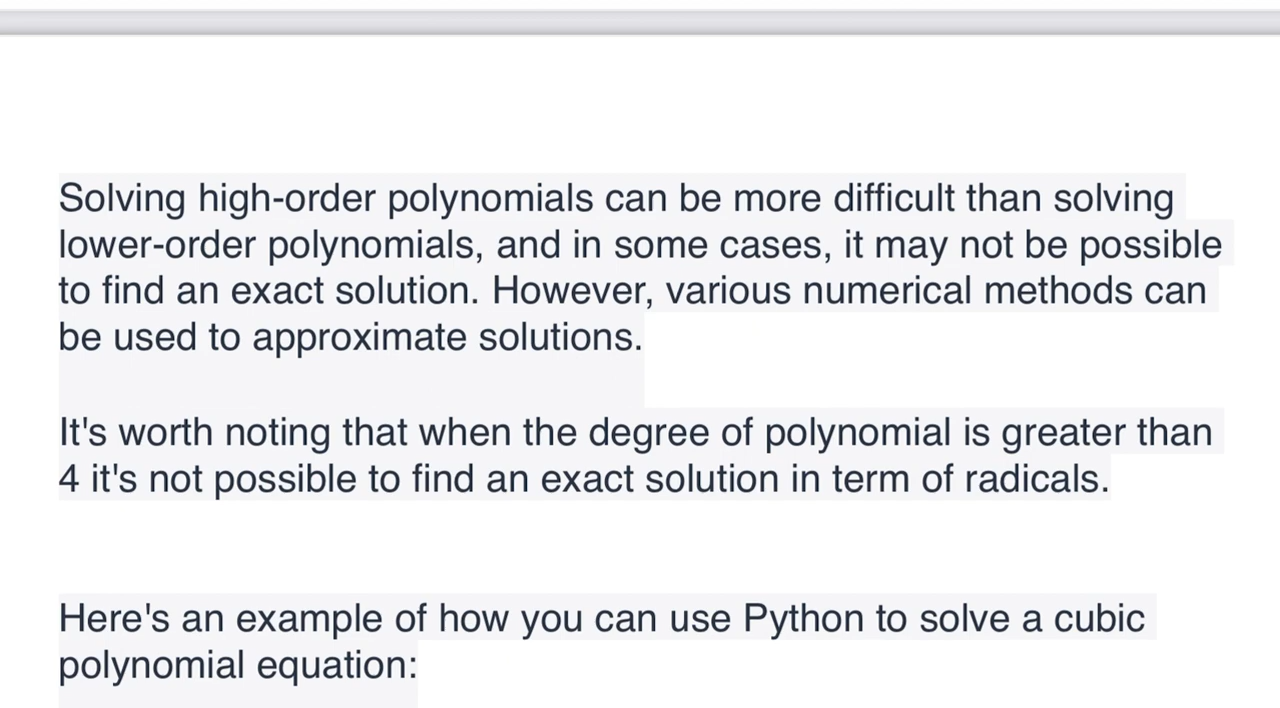 Solving high-order polynomials can be more difficult than solving
lower-order polynomials, and in some cases, it may not be possible
to find an exact solution. However, various numerical methods can
be used to approximate solutions.
It's worth noting that when the degree of polynomial is greater than
4 it's not possible to find an exact solution in term of radicals.
Here's an example of how you can use Python to solve a cubic
polynomial equation: